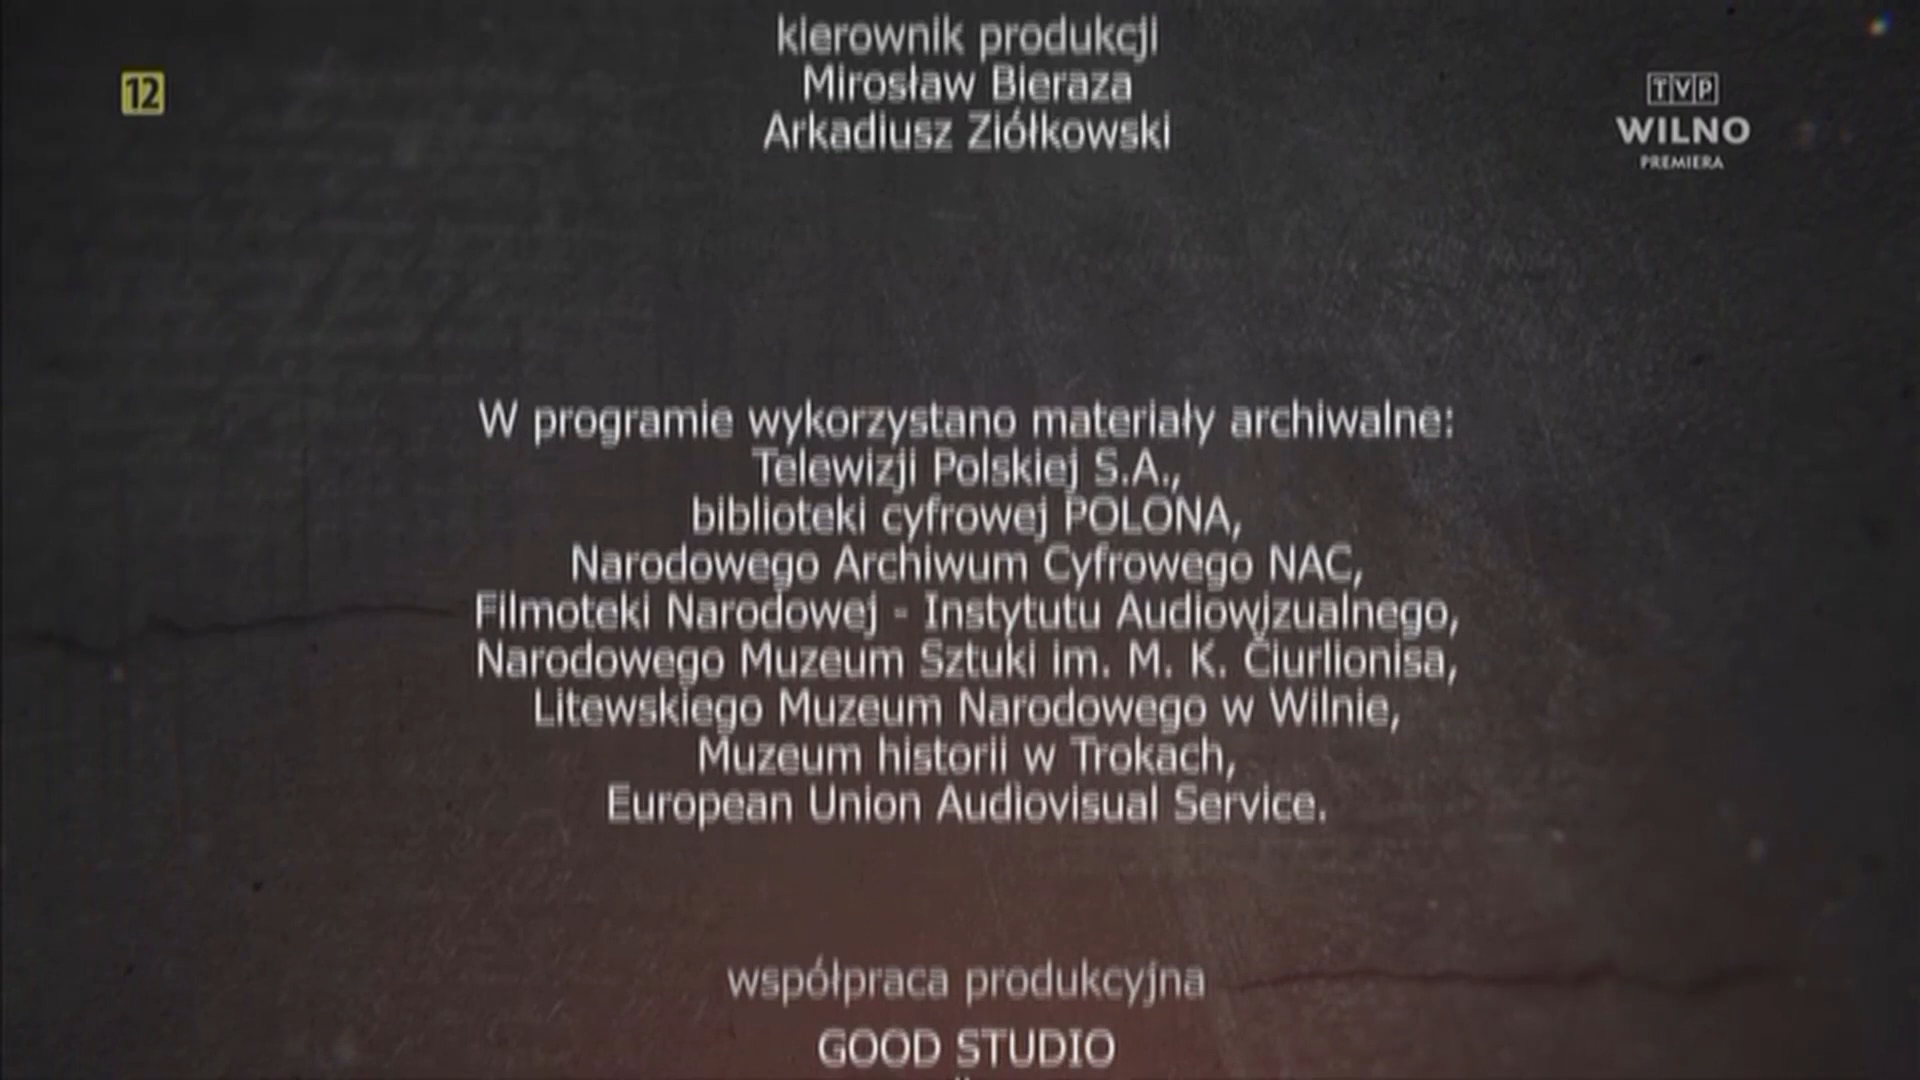 kierownik produkcji
Mirosław Bieraza
Arkadiusz Ziółkowski
12
TVP
WILNO
PREMIERA
W programie wykorzystano materiały archiwalne:
Telewizji Polskiej S.A.,
biblioteki cyfrowej POLONA,
Narodowego Archiwum Cyfrowego NAC,
Filmoteki Narodowej - Instytutu Audiowizualnego,
Narodowego Muzeum Sztuki im. M. K. Čiurlionisa,
Litewskiego Muzeum Narodowego w Wilnie,
Muzeum historii w Trokach,
European Union Audiovisual Service.
współpraca produkcyjna
GOOD STUDIO